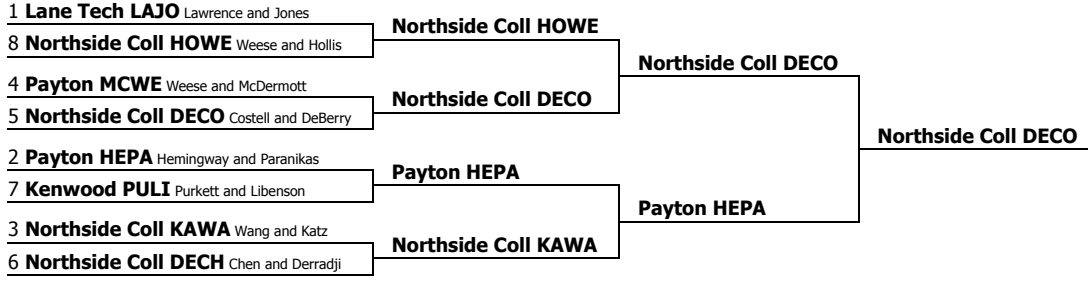 1 Lane Tech LAJO Lawrence and Jones
8 Northside Coll HOWE Weese and Hollis
4 Payton MCWE Weese and McDermott
5 Northside Coll DECO Costell and DeBerry
2 Payton HEPA Hemingway and Paranikas
7 Kenwood PULI Purkett and Libenson
3 Northside Coll KAWA Wang and Katz
6 Northside Coll DECH Chen and Derradji
Northside Coll HOWE
Northside Coll DECO
Payton HEPA
Northside Coll KAWA
Northside Coll DECO
Payton HEPA
Northside Coll DECO